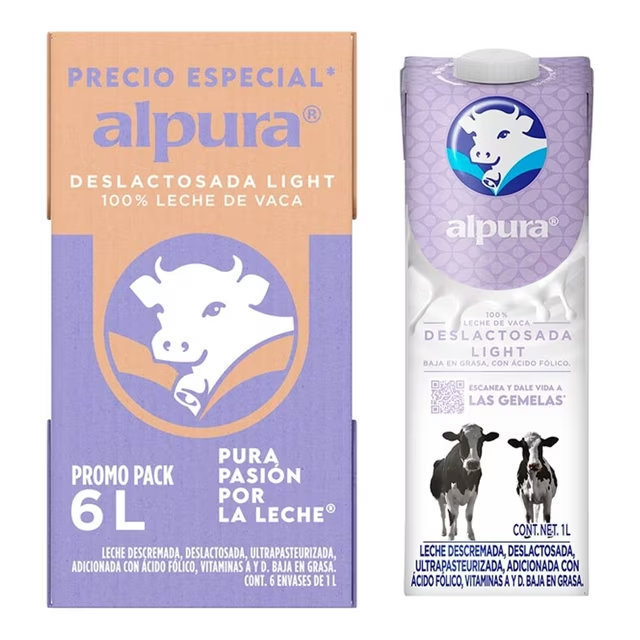 PRECIO ESPECIAL*
alpura®
DESLACTOSADA LIGHT
100% LECHE DE VACA
PROMO PACK
6 L
PURA
PASIÓN
POR
LA LECHE®
LECHE DESCREMADA, DESLACTOSADA, ULTRAPASTEURIZADA,
ADICIONADA CON ÁCIDO FÓLICO, VITAMINAS A Y D. BAJA EN GRASA.
CONT. 6 ENVASES DE 1 L
alpura®
100%
LECHE DE VACA
DESLACTOSADA
LIGHT
BAJA EN GRASA, CON ÁCIDO FÓLICO.
ESCANEA Y DALE VIDA A
LAS GEMELAS*
CONT. NET. 1L
LECHE DESCREMADA, DESLACTOSADA,
ULTRAPASTEURIZADA, ADICIONADA CON
ÁCIDO FÓLICO, VITAMINAS A Y D. BAJA EN GRASA.